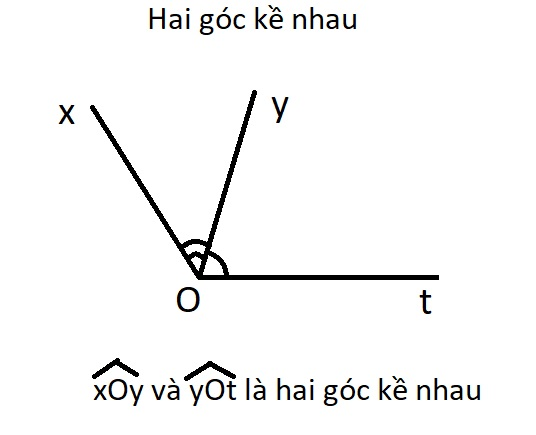 Hai góc kề nhau
x
y
O
t
xOy và yOt là hai góc kề nhau